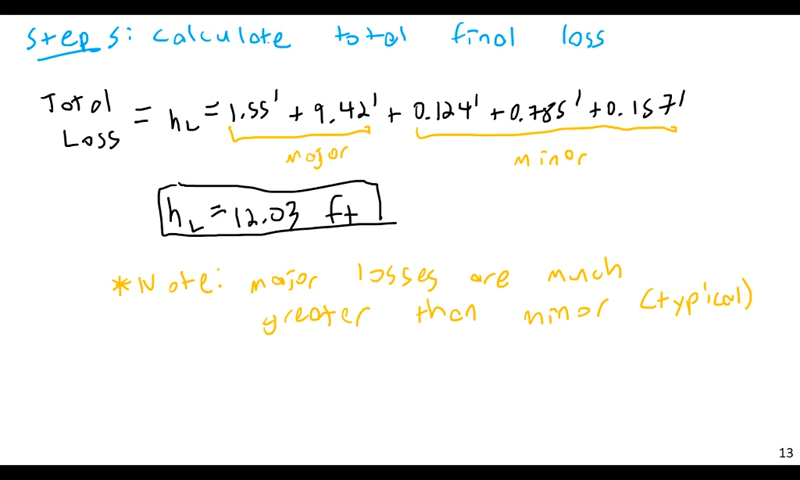 Step 5: calculate total final loss
Total Loss = hL = 1.55' + 9.42' + 0.124' + 0.785' + 0.157'
major minor
hL = 12.03 ft
*Note: major losses are much
greater than minor (typical)
13